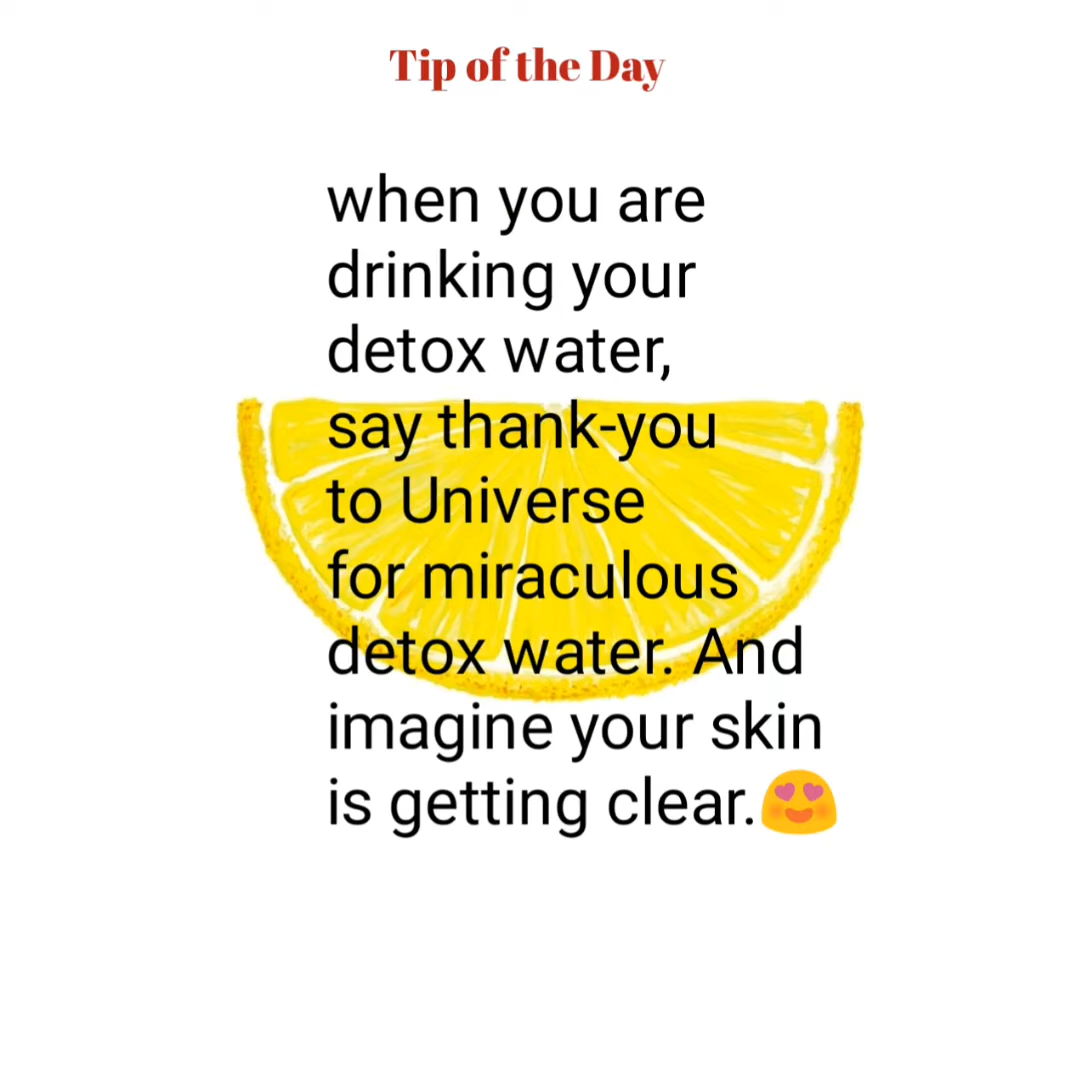 Tip of the Day
when you are
drinking your
detox water,
say thank-you
to Universe
for miraculous
detox water. And
imagine your skin
is getting clear.😍